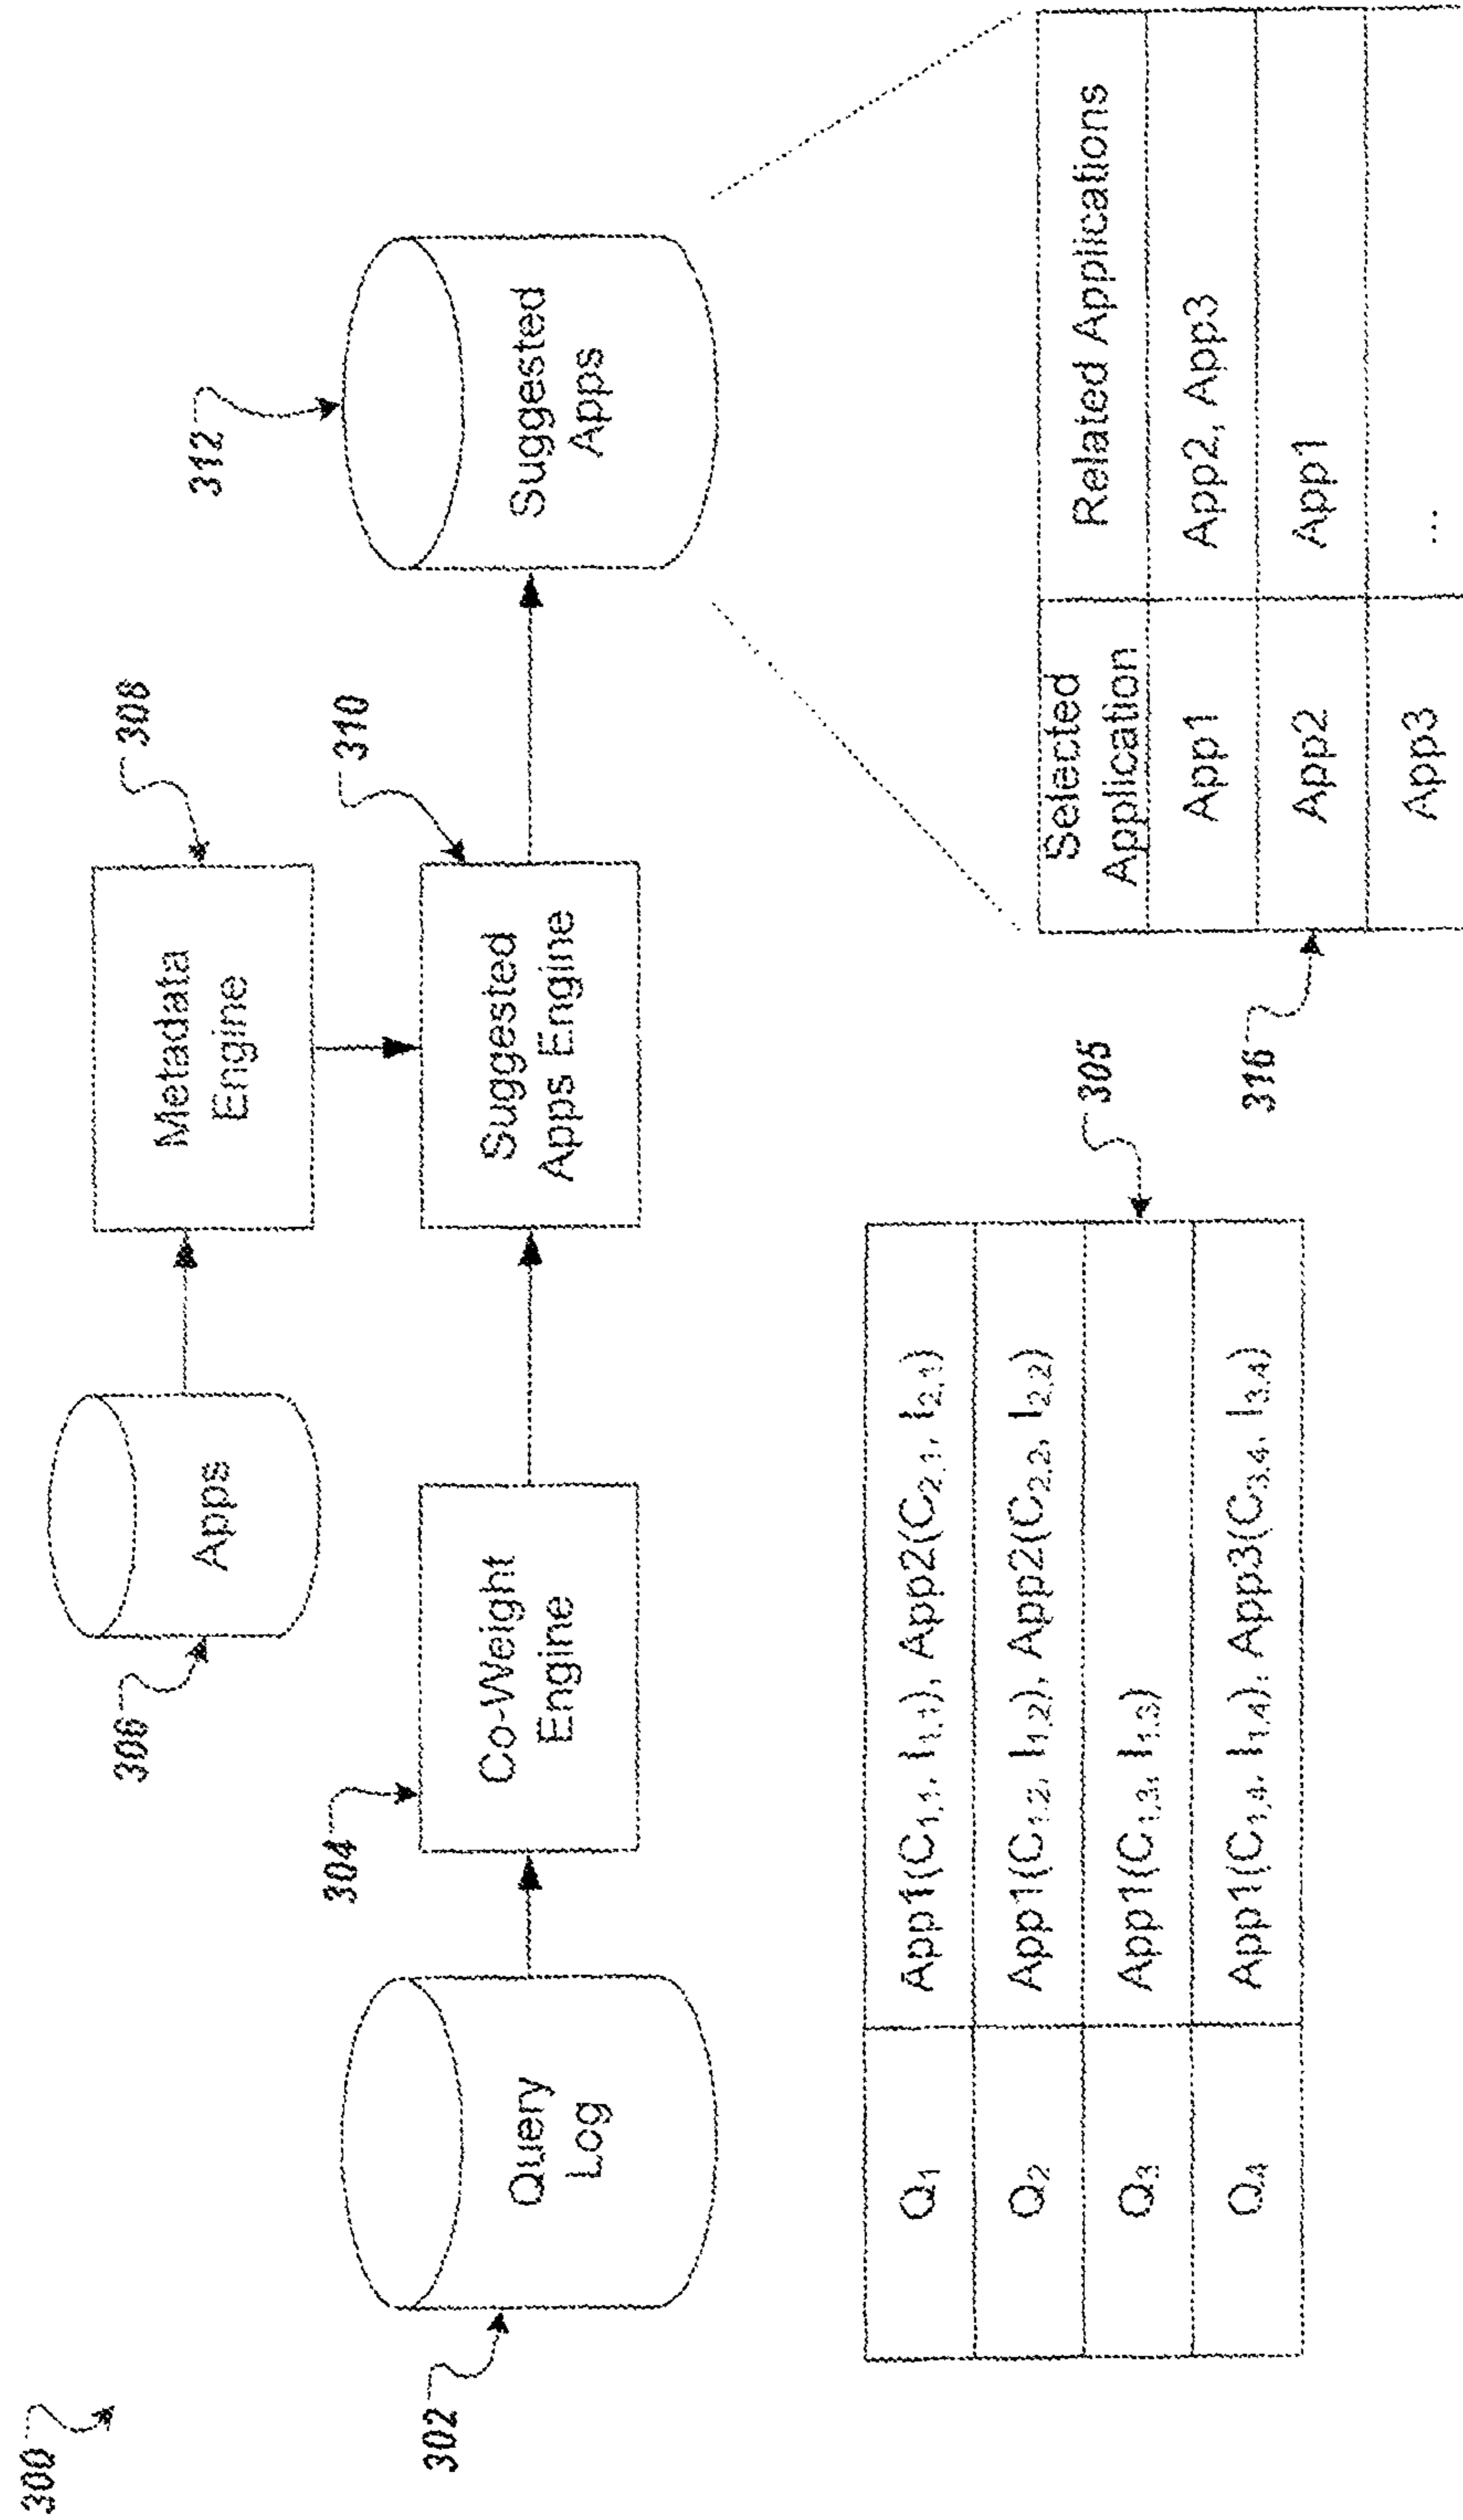 300
306
Apps
Metadata
Engine
308
302
Query
Log
304
Co-Weight
Engine
Suggested
Apps Engine
310
312
Suggested
Apps
305
Q1 App1(C1,1, I1,1), App2(C2,1, I2,1)
Q2 App1(C1,2, I1,2), App2(C2,2, I2,2)
Q3 App1(C1,3, I1,3)
Q4 App1(C1,4, I1,4), App3(C3,4, I3,4)
316
Selected
Application
Related Applications
App1 App2, App3
App2 App1
App3 ...